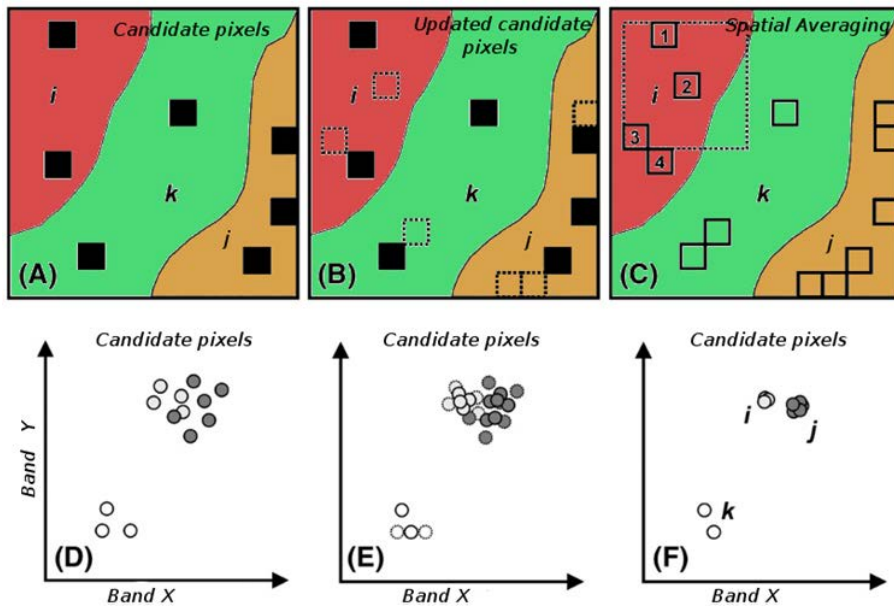 Candidate pixels
i
k
j
(A)
Updated candidate
pixels
i
k
j
(B)
Spatial Averaging
1
i
2
3
4
k
j
(C)
Candidate pixels
Band Y
(D)
Band X
Candidate pixels
(E)
Band X
Candidate pixels
i
j
k
(F)
Band X